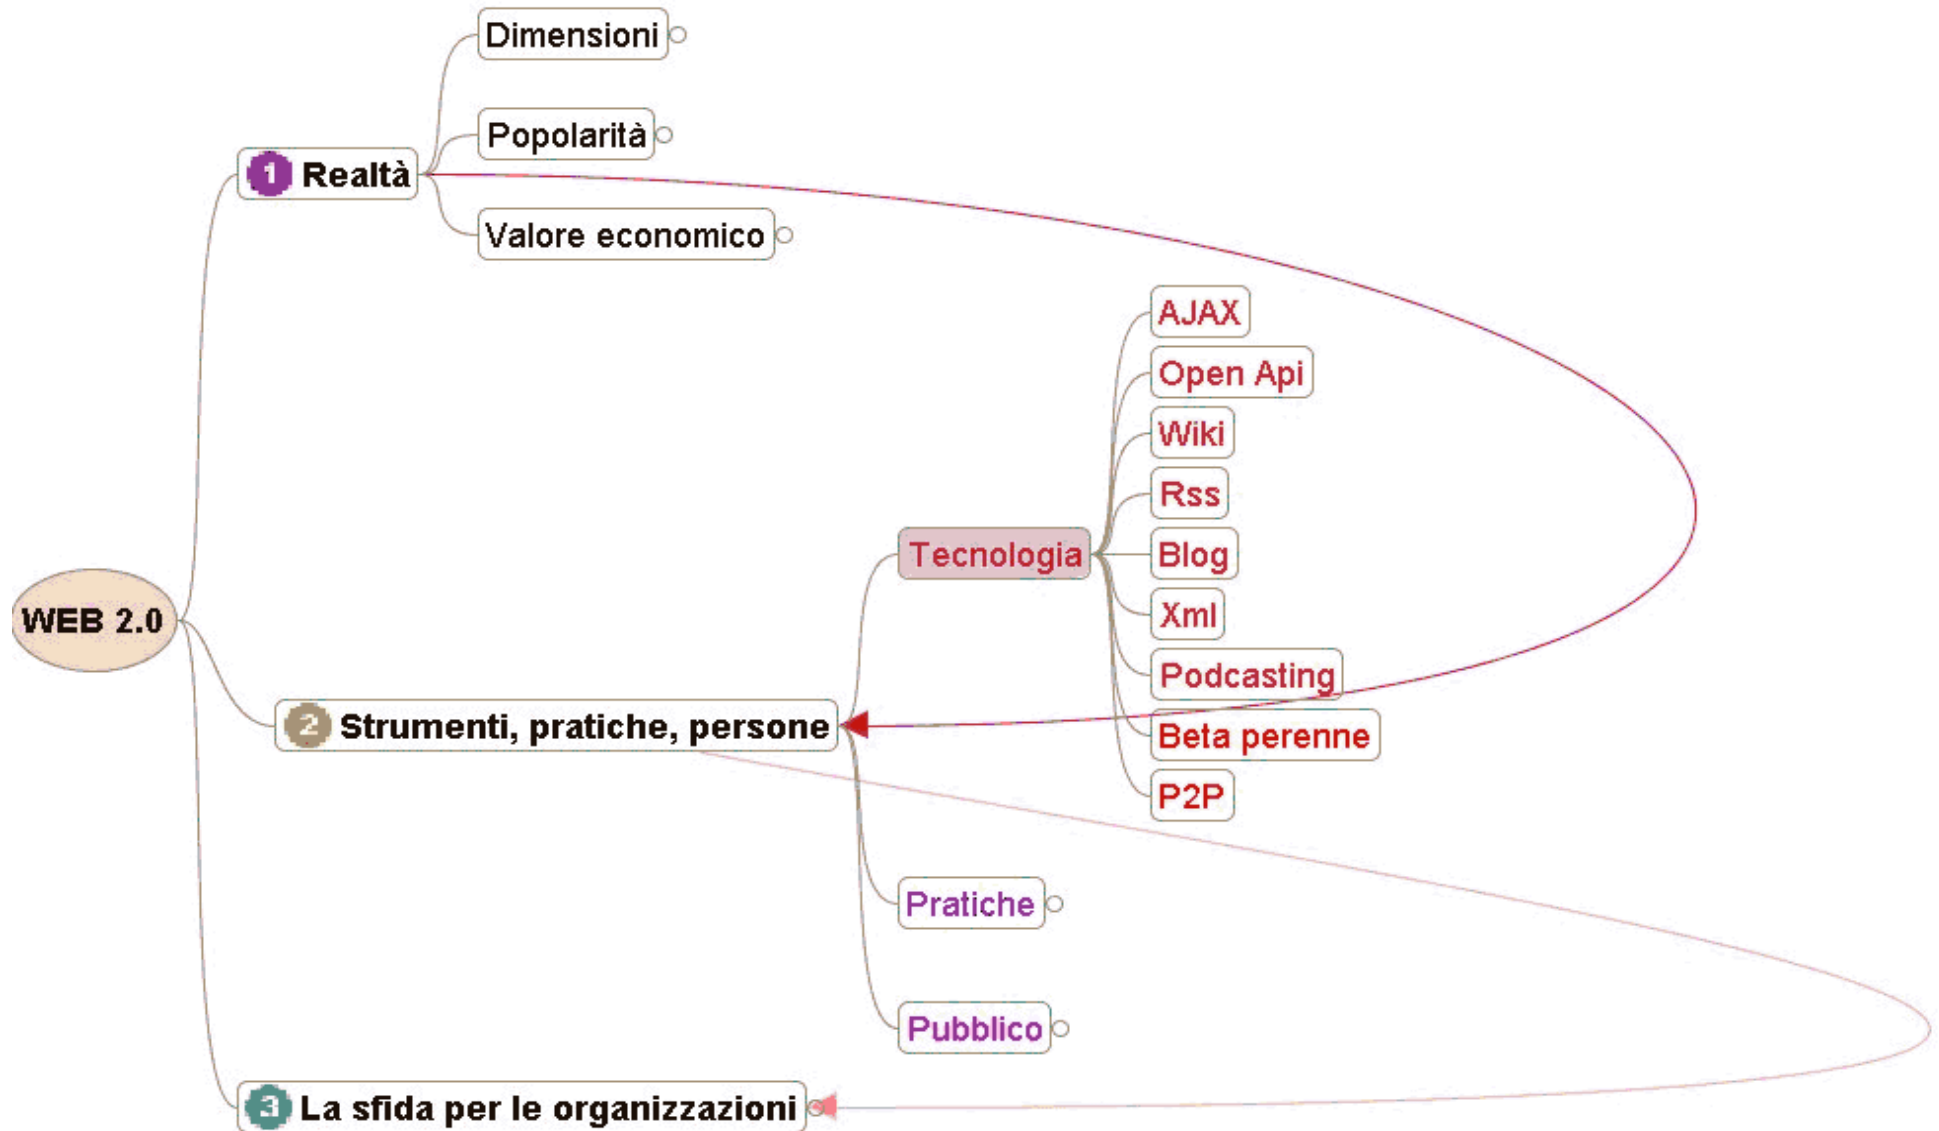 Dimensioni
Popolarità
1 Realtà
Valore economico
AJAX
Open Api
Wiki
Rss
Tecnologia
Blog
Xml
WEB 2.0
Podcasting
2 Strumenti, pratiche, persone
Beta perenne
P2P
Pratiche
Pubblico
3 La sfida per le organizzazioni